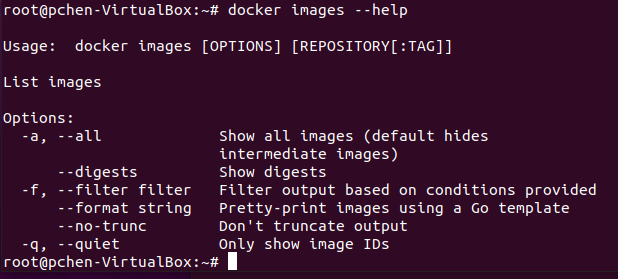 root@pchen-VirtualBox:~# docker images --help
Usage:  docker images [OPTIONS] [REPOSITORY[:TAG]]
List images
Options:
  -a, --all             Show all images (default hides
                        intermediate images)
      --digests         Show digests
  -f, --filter filter   Filter output based on conditions provided
      --format string   Pretty-print images using a Go template
      --no-trunc        Don't truncate output
  -q, --quiet           Only show image IDs
root@pchen-VirtualBox:~#